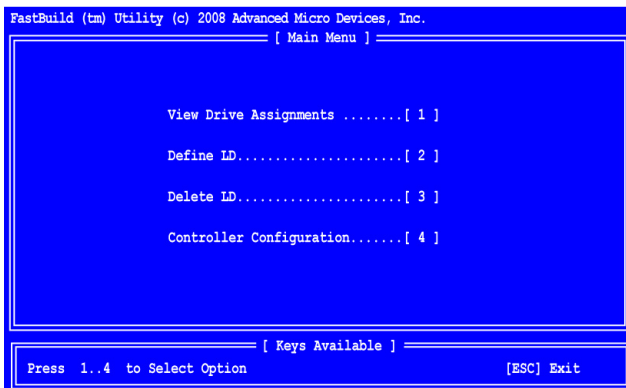 FastBuild (tm) Utility (c) 2008 Advanced Micro Devices, Inc.
[ Main Menu ]
View Drive Assignments ........[ 1 ]
Define LD......................[ 2 ]
Delete LD......................[ 3 ]
Controller Configuration.......[ 4 ]
[ Keys Available ]
Press 1..4 to Select Option [ESC] Exit